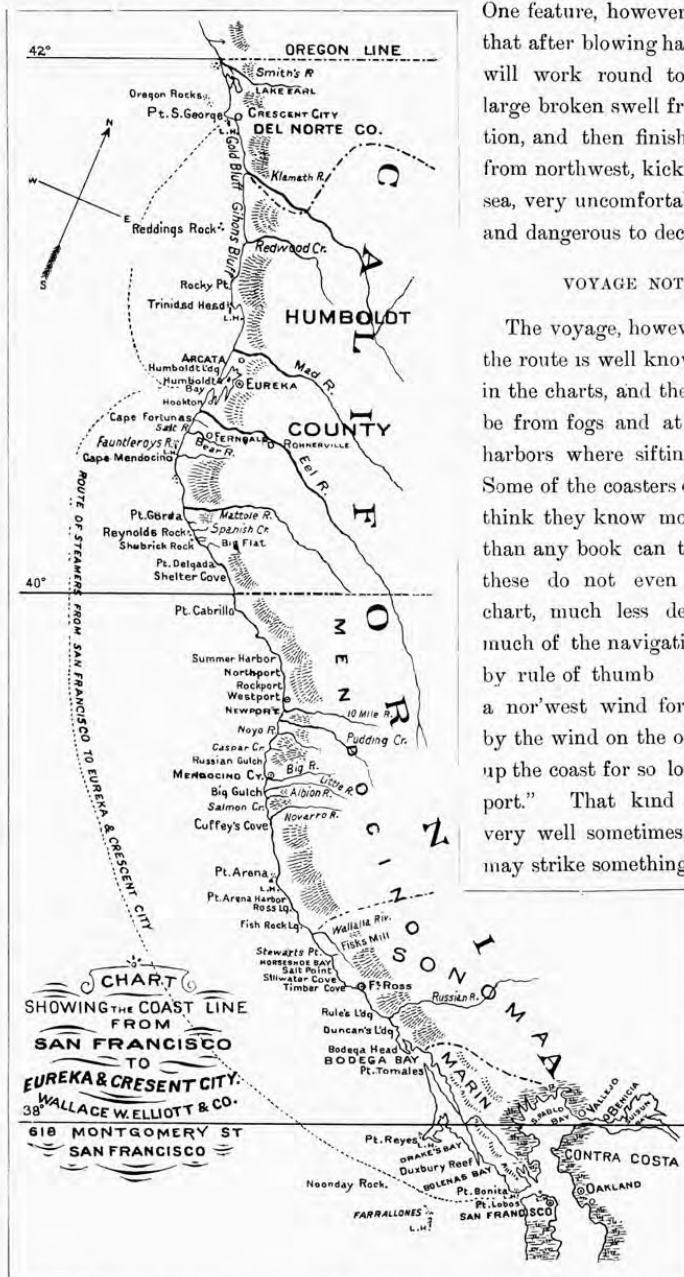 42°
OREGON LINE
Smith's R
LAKE EARL
Oregon Rocks
Pt. S. George
CRESCENT CITY
L.H.
DEL NORTE CO.
Gold Bluff
Gihons Bluff
Klamath R.
N
W
E
S
Reddings Rock
Redwood Cr.
Rocky Pt.
Trinidad Head
L.H.
HUMBOLDT
COUNTY
ARCATA
Humboldt L'dg
Humboldt
Bay
EUREKA
Mad R.
Hookton
Cape Fortunas
Salt R.
FERNDALE
ROHNERVILLE
Fauntleroys R.
Bear R.
L.H.
Cape Mendocino
Eel R.
Pt. Gorda
Mattole R.
Reynolds Rock
Spanish Cr.
Shubrick Rock
Big Flat
Pt. Delgada
Shelter Cove
40°
Pt. Cabrillo
Summer Harbor
Northport
Rockport
Westport
NEWPORT
10 Mile R.
Noyo R.
Pudding Cr.
Caspar Cr.
Russian Gulch
Big R.
MENDOCINO CY.
Little R.
Big Gulch
Albion R.
Salmon Cr.
Navarro R.
Cuffey's Cove
MENDOCINO
CALIFORNIA
Pt. Arena
L.H.
Pt. Arena Harbor
Ross Lg.
Fish Rock Lg.
Wallalla Riv.
Fisks Mill
Stewarts Pt.
HORSESHOE BAY
Salt Point
Stillwater Cove
Timber Cove
Ft. Ross
SONOMA
Russian R.
Rule's L'dg
Duncan's L'dg
Bodega Head
BODEGA BAY
Pt. Tomales
MARIN
S. PABLO
BAY
VALLEJO
BENICIA
SUISUN
38°
Pt. Reyes
L.H.
DRAKE'S BAY
Duxbury Reef
BOLENAS BAY
CONTRA COSTA
Noonday Rock.
Pt. Bonita
L.H.
Pt. Lobos
OAKLAND
SAN FRANCISCO
FARRALLONES
L.H.
ROUTE OF STEAMERS FROM SAN FRANCISCO TO EUREKA & CRESCENT CITY
CHART
SHOWING THE COAST LINE
FROM
SAN FRANCISCO
TO
EUREKA & CRESENT CITY.
WALLACE W. ELLIOTT & CO.
618 MONTGOMERY ST
SAN FRANCISCO
One feature, however
that after blowing ha
will work round to
large broken swell fr
tion, and then finish
from northwest, kick
sea, very uncomforta
and dangerous to dec
VOYAGE NOT
The voyage, howev
the route is well know
in the charts, and the
be from fogs and at
harbors where siftin
Some of the coasters
think they know mo
than any book can t
these do not even
chart, much less de
much of the navigati
by rule of thumb
a nor'west wind for
by the wind on the o
up the coast for so lo
port." That kind
very well sometimes,
may strike something